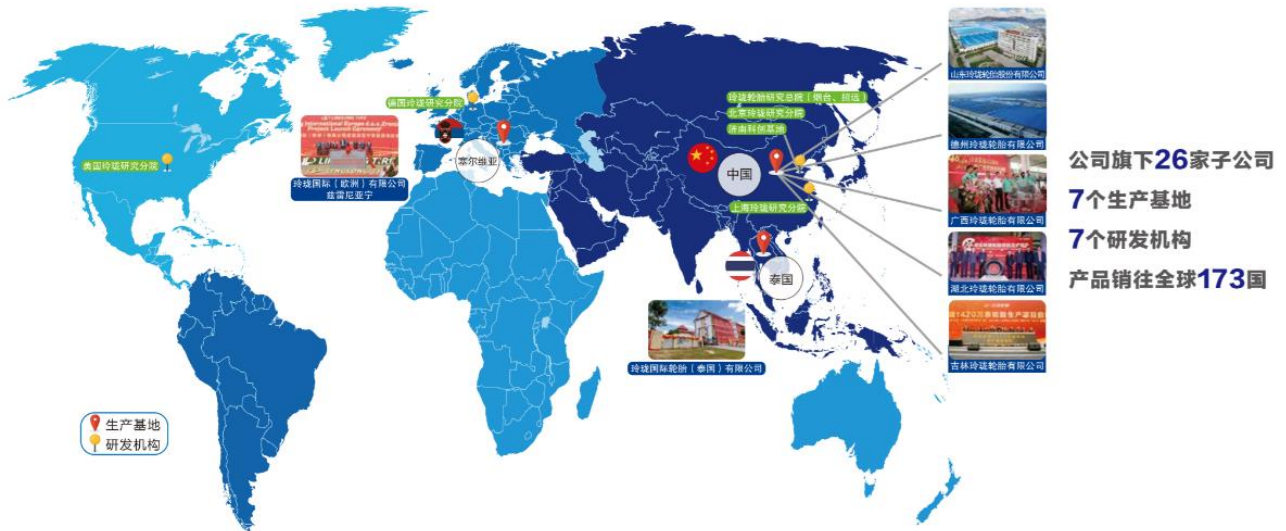 美国玲珑研究分院
德国玲珑研究分院
玲珑国际（欧洲）有限公司
兹雷尼亚宁
塞尔维亚
玲珑轮胎研究总院（烟台、招远）
北京玲珑研究分院
济南科创基地
中国
上海玲珑研究分院
泰国
玲珑国际轮胎（泰国）有限公司
山东玲珑轮胎股份有限公司
德州玲珑轮胎有限公司
广西玲珑轮胎有限公司
湖北玲珑轮胎有限公司
吉林玲珑轮胎有限公司
公司旗下26家子公司
7个生产基地
7个研发机构
产品销往全球173国
生产基地
研发机构